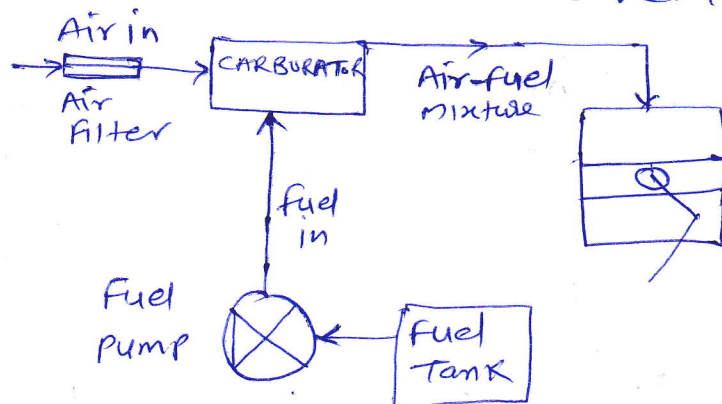 Air in
Air
Filter
CARBURATOR
Air-fuel
Mixture
fuel
in
Fuel
pump
Fuel
Tank